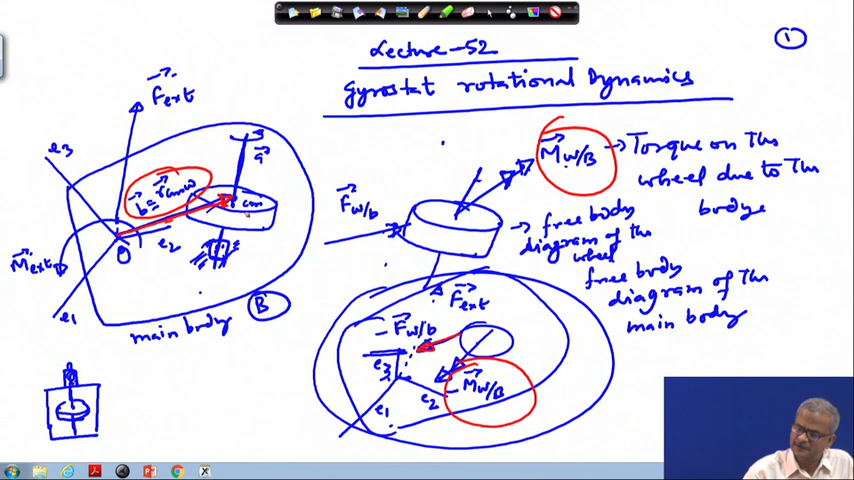 ①
Lecture-52
Gyrostat rotational Dynamics
F ext
e3
b = r cmw
a
cm
e2
O
M ext
e1
B
main body
F w/b
M W/B → Torque on the
wheel due to the
bodye
→ free body
diagram of the
wheel
free body
diagram of the
main body
F ext
- F w/b
e3
e2
e1
- M W/B